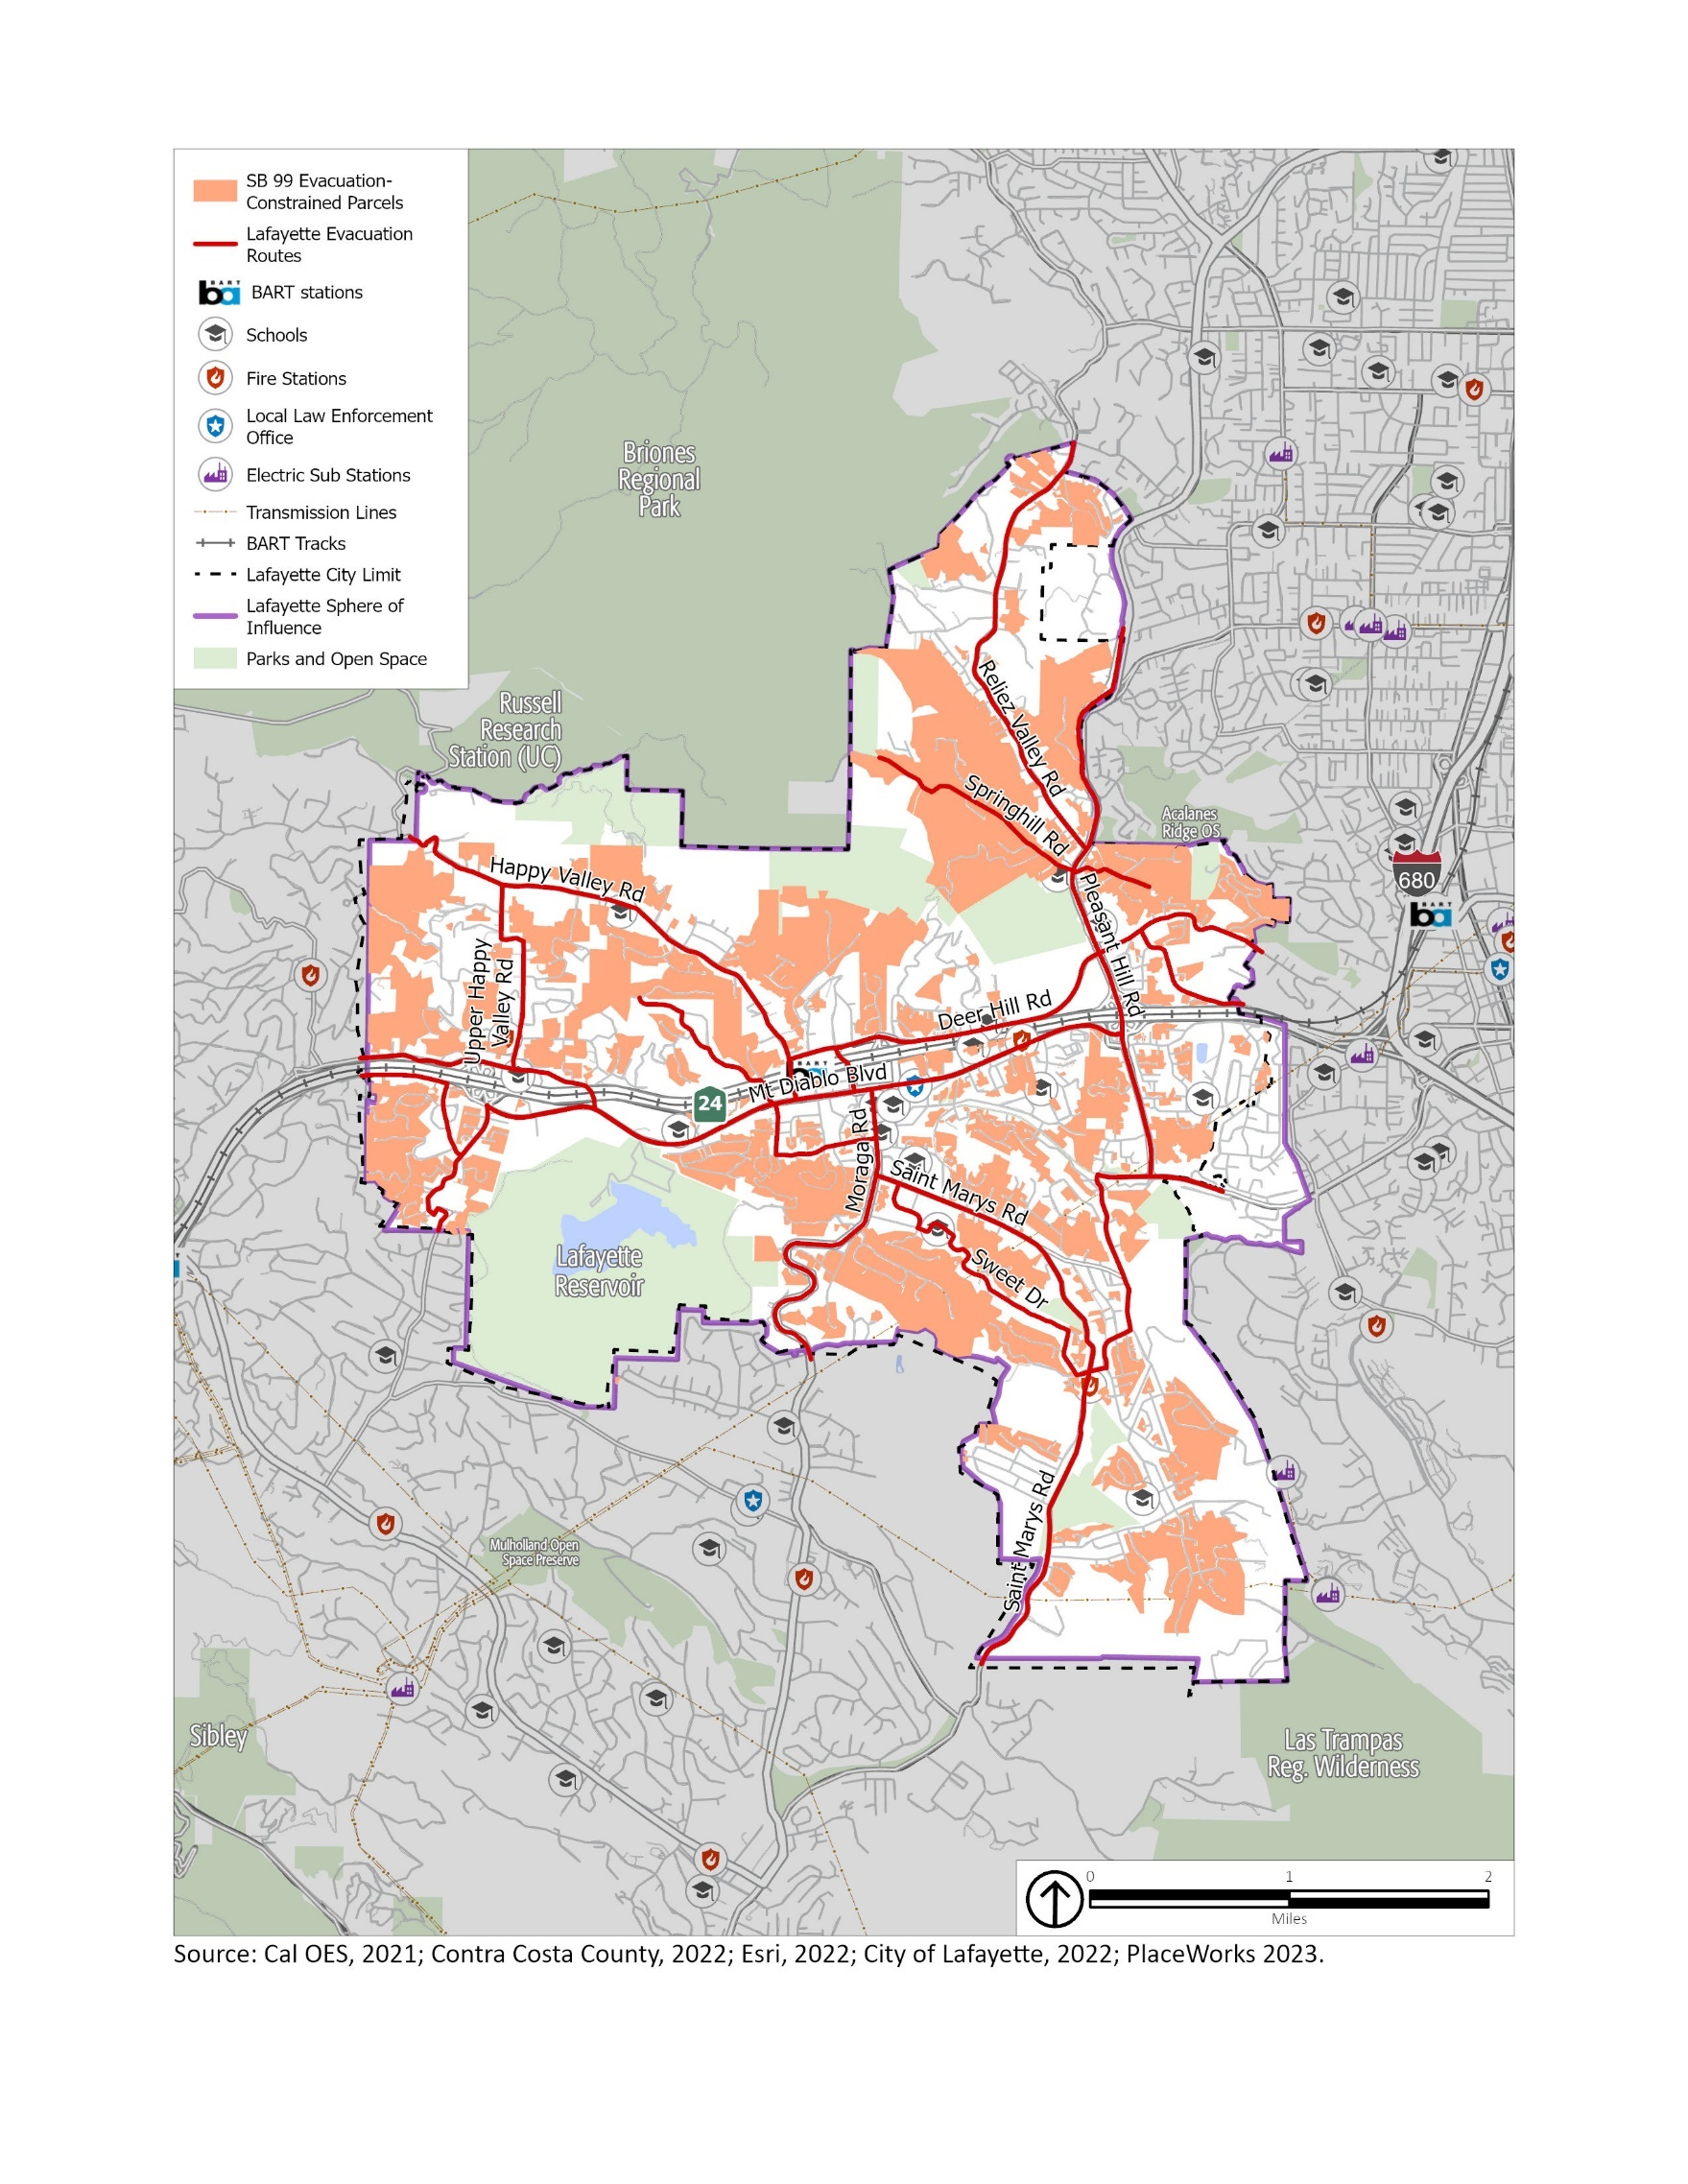 SB 99 Evacuation-
Constrained Parcels
Lafayette Evacuation
Routes
BART
ba
BART stations
Schools
Fire Stations
Local Law Enforcement
Office
Electric Sub Stations
Transmission Lines
BART Tracks
Lafayette City Limit
Lafayette Sphere of
Influence
Parks and Open Space
Briones
Regional
Park
Russell
Research
Station (UC)
Reliez Valley Rd
Springhill Rd
Acalanes
Ridge OS
680
BART
ba
Happy Valley Rd
Pleasant Hill Rd
Upper Happy
Valley Rd
Deer Hill Rd
BART
Mt Diablo Blvd
24
Moraga Rd
Saint Marys Rd
Sweet Dr
Lafayette
Reservoir
Saint Marys Rd
Mulholland Open
Space Preserve
Sibley
Las Trampas
Reg. Wilderness
0 1 2
Miles
Source: Cal OES, 2021; Contra Costa County, 2022; Esri, 2022; City of Lafayette, 2022; PlaceWorks 2023.